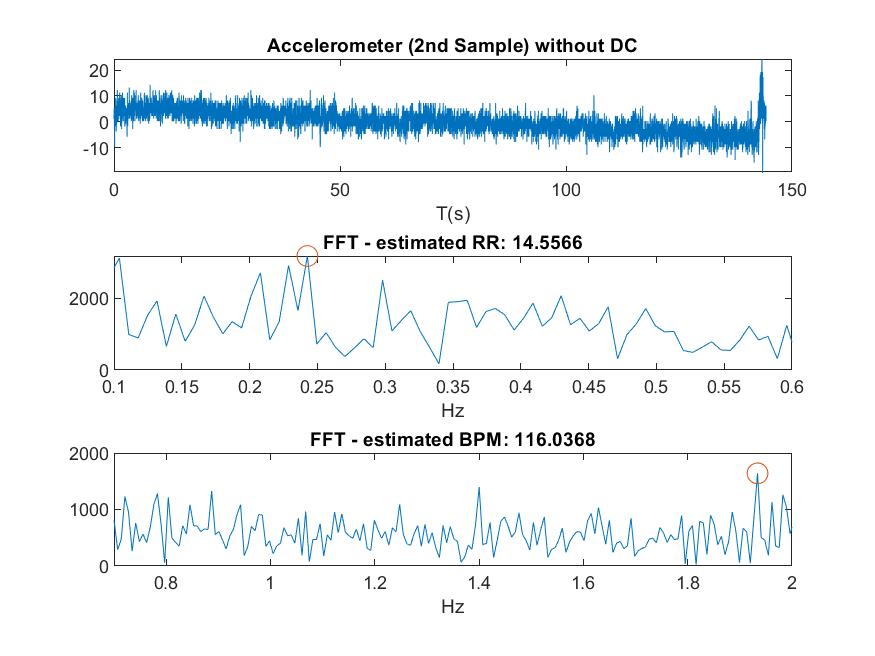 Accelerometer (2nd Sample) without DC
20
10
0
-10
0 50 100 150
T(s)
FFT - estimated RR: 14.5566
2000
0
0.1 0.15 0.2 0.25 0.3 0.35 0.4 0.45 0.5 0.55 0.6
Hz
FFT - estimated BPM: 116.0368
2000
1000
0
0.8 1 1.2 1.4 1.6 1.8 2
Hz